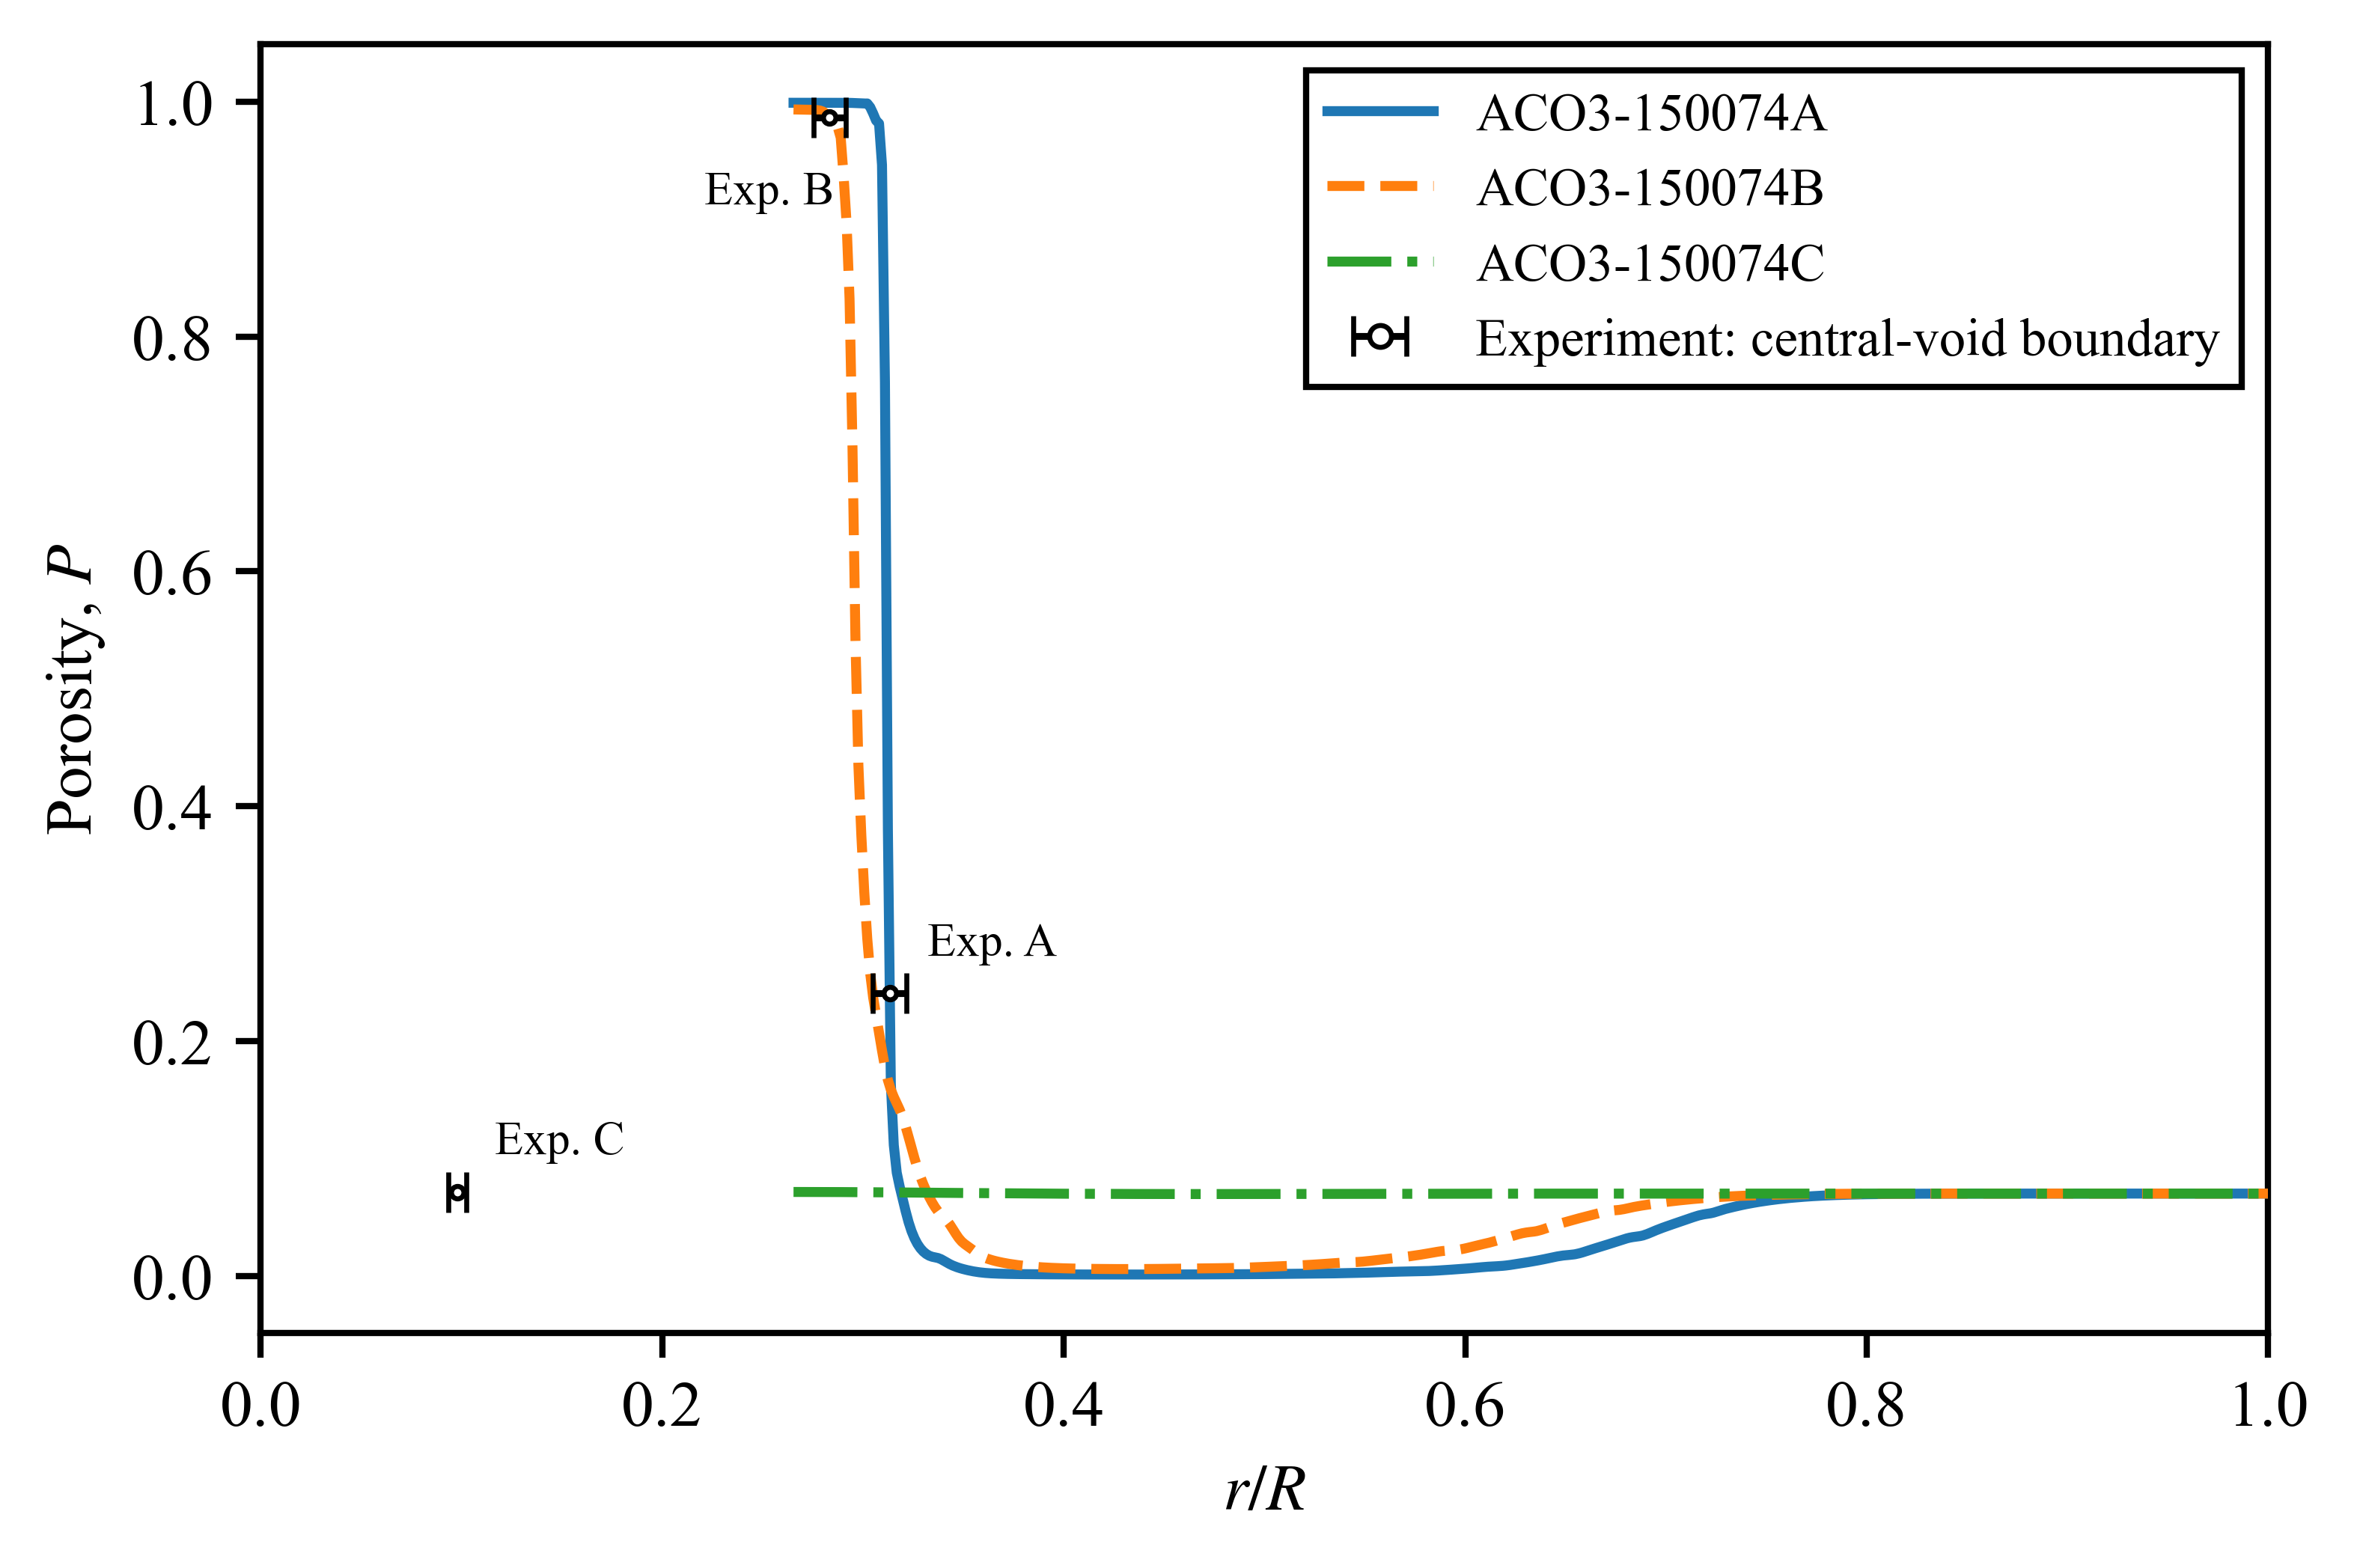 ACO3-150074A
ACO3-150074B
ACO3-150074C
Experiment: central-void boundary
Exp. B
Exp. A
Exp. C
Porosity, P
1.0
0.8
0.6
0.4
0.2
0.0
0.0 0.2 0.4 0.6 0.8 1.0
r/R